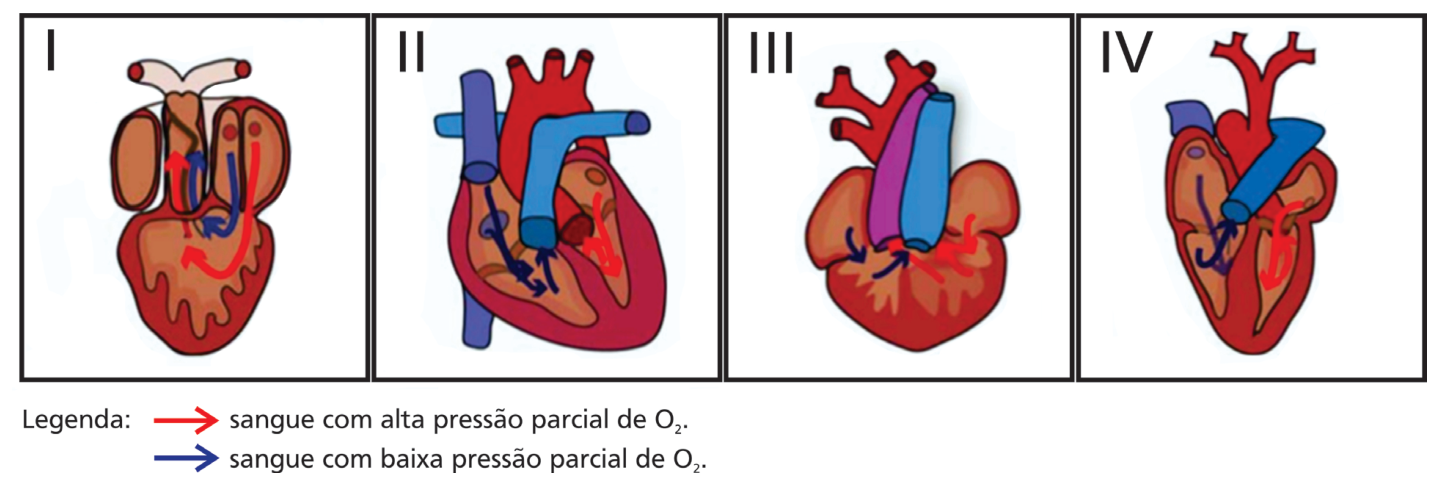 I II III IV
Legenda: sangue com alta pressão parcial de O₂.
sangue com baixa pressão parcial de O₂.